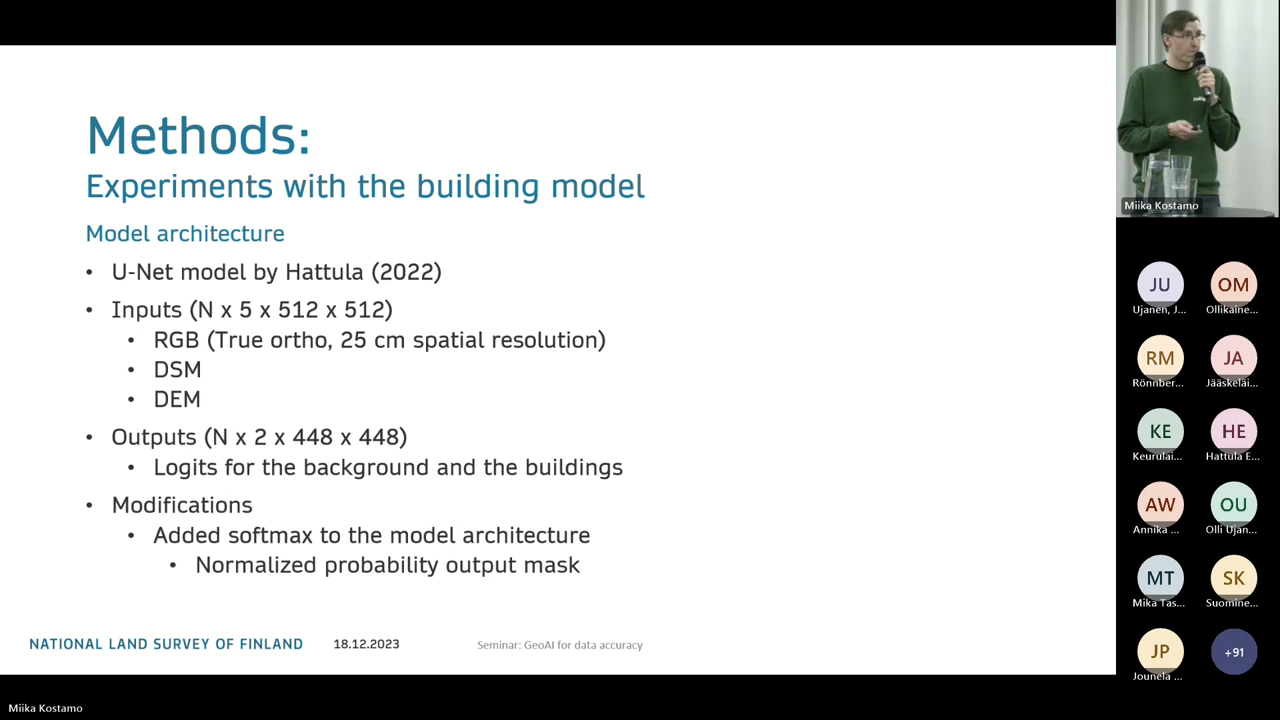 Methods:
Experiments with the building model
Model architecture
• U-Net model by Hattula (2022)
• Inputs (N x 5 x 512 x 512)
• RGB (True ortho, 25 cm spatial resolution)
• DSM
• DEM
• Outputs (N x 2 x 448 x 448)
• Logits for the background and the buildings
• Modifications
• Added softmax to the model architecture
• Normalized probability output mask
NATIONAL LAND SURVEY OF FINLAND
18.12.2023
Seminar: GeoAI for data accuracy
Miika Kostamo
JU
OM
Ujanen, J...
Ollikaine...
RM
JA
Rönnber...
Jääskeläi...
KE
HE
Keurulai...
Hattula E...
AW
OU
Annika ...
Olli Ujan...
MT
SK
Mika Tas...
Suomine...
JP
+91
Jounela ...
Miika Kostamo